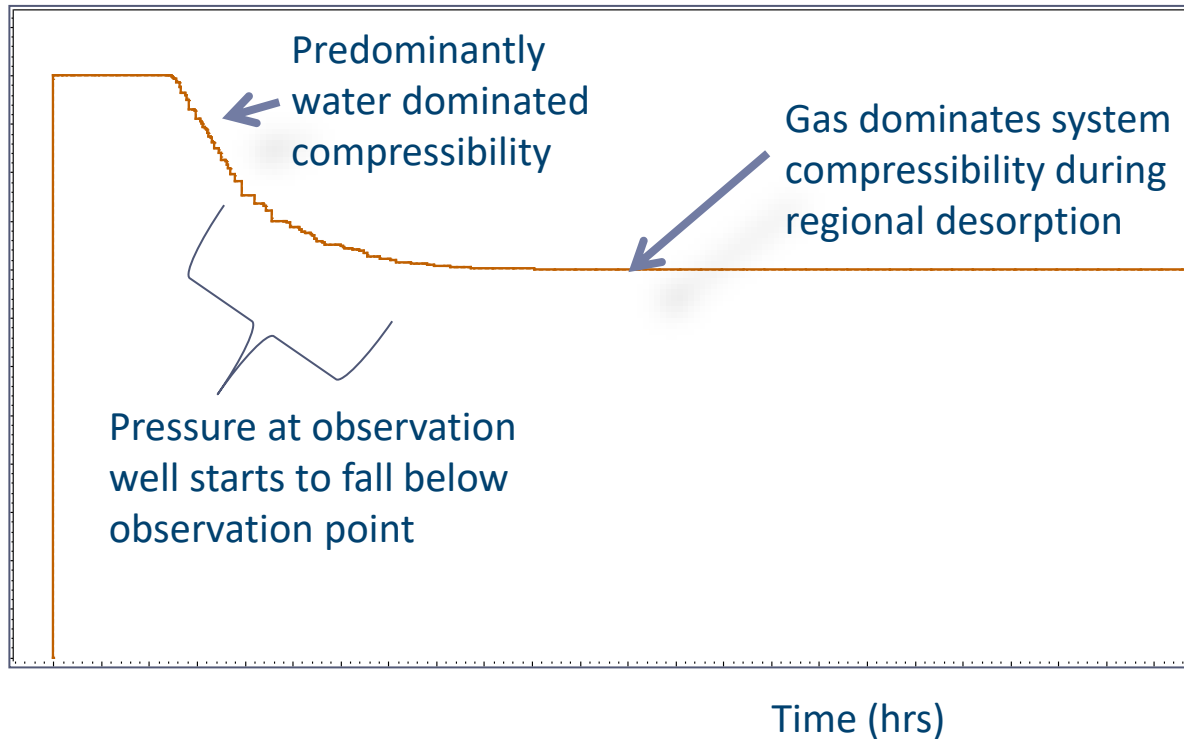 Predominantly
water dominated
compressibility
Gas dominates system
compressibility during
regional desorption
Pressure at observation
well starts to fall below
observation point
Time (hrs)